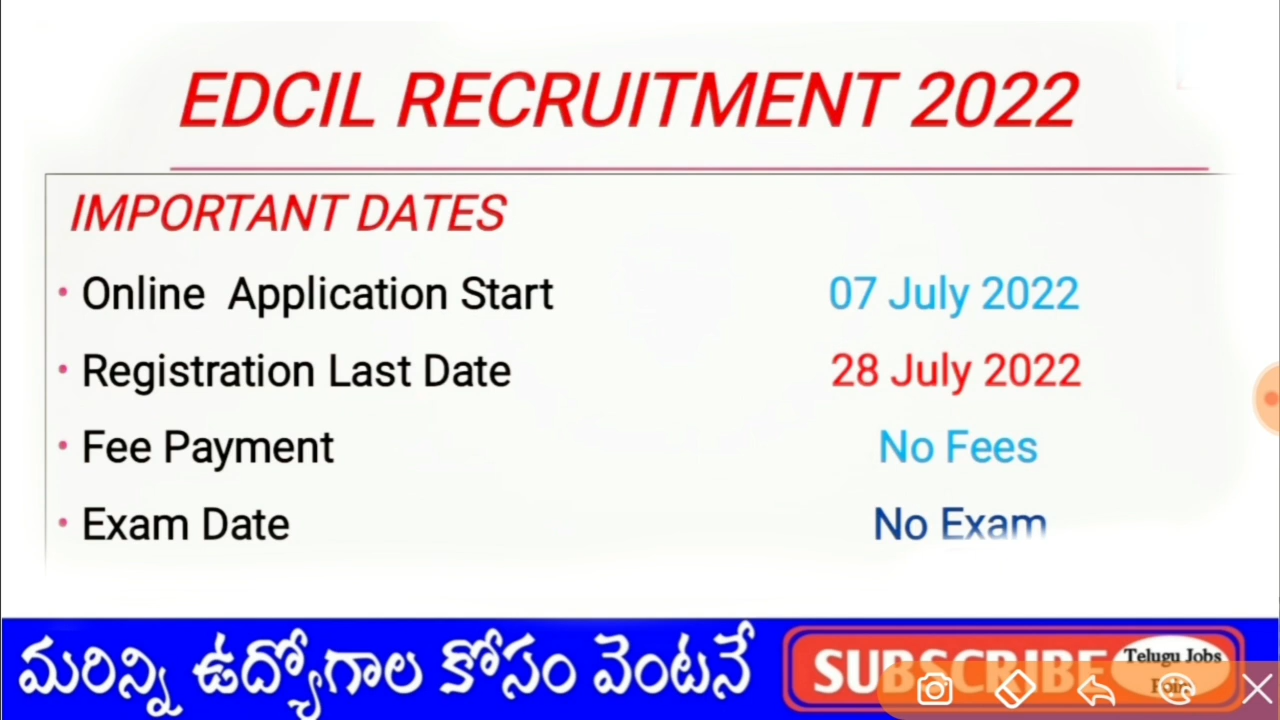 EDCIL RECRUITMENT 2022
IMPORTANT DATES
• Online Application Start 07 July 2022
• Registration Last Date 28 July 2022
• Fee Payment No Fees
• Exam Date No Exam
మరిన్ని ఉద్యోగాల కోసం వెంటనే SUBSCRIBE Telugu Jobs
Point